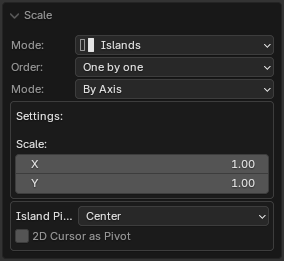 Scale
Mode: Islands
Order: One by one
Mode: By Axis
Settings:
Scale:
X 1.00
Y 1.00
Island Pi... Center
2D Cursor as Pivot